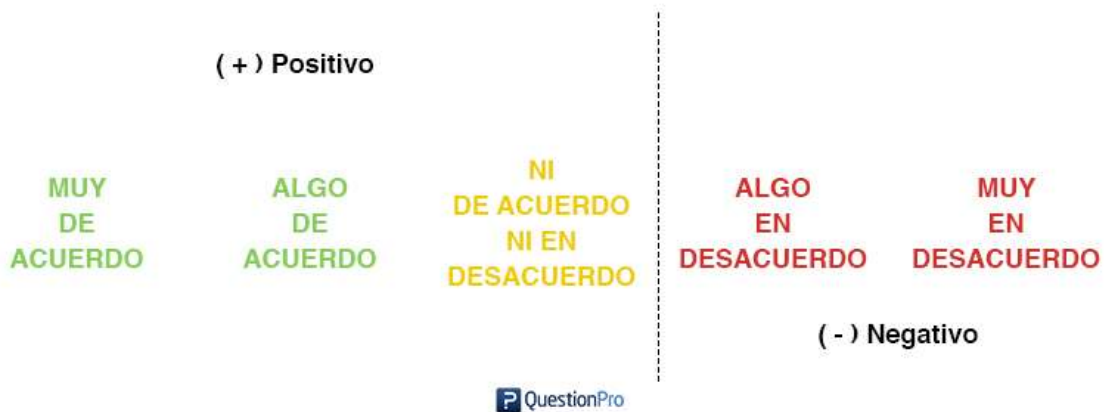 ( + ) Positivo
MUY
DE
ACUERDO
ALGO
DE
ACUERDO
NI
DE ACUERDO
NI EN
DESACUERDO
ALGO
EN
DESACUERDO
MUY
EN
DESACUERDO
( - ) Negativo
QuestionPro